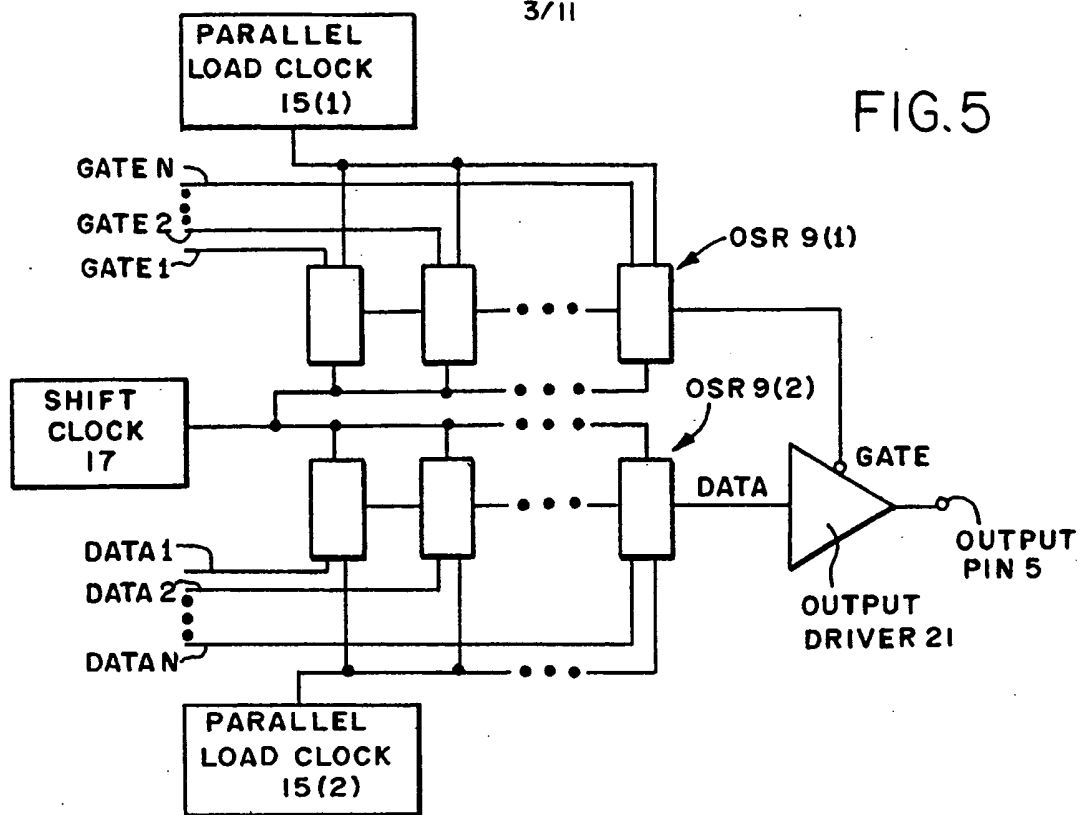 3/11
FIG. 5
PARALLEL
LOAD CLOCK
15(1)
GATE N
GATE 2
GATE 1
OSR 9(1)
SHIFT
CLOCK
17
OSR 9(2)
GATE
DATA
OUTPUT
PIN 5
OUTPUT
DRIVER 21
DATA 1
DATA 2
DATA N
PARALLEL
LOAD CLOCK
15(2)